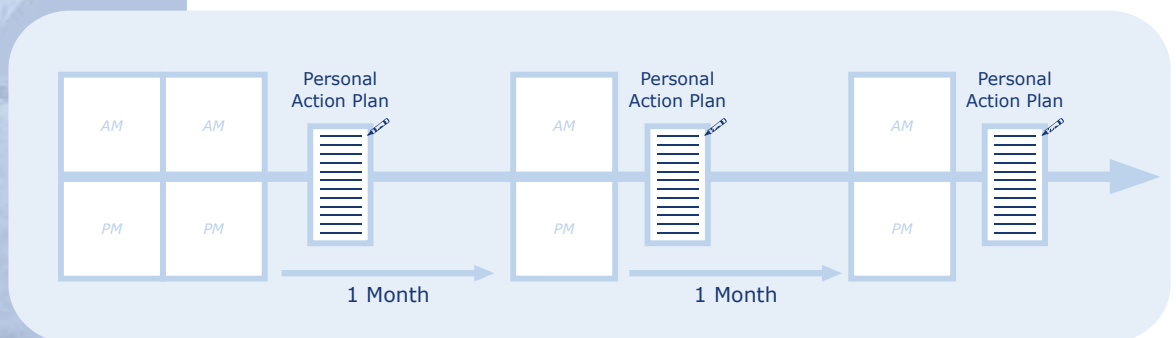 Personal
Action Plan
Personal
Action Plan
Personal
Action Plan
AM
AM
AM
AM
PM
PM
PM
PM
1 Month
1 Month